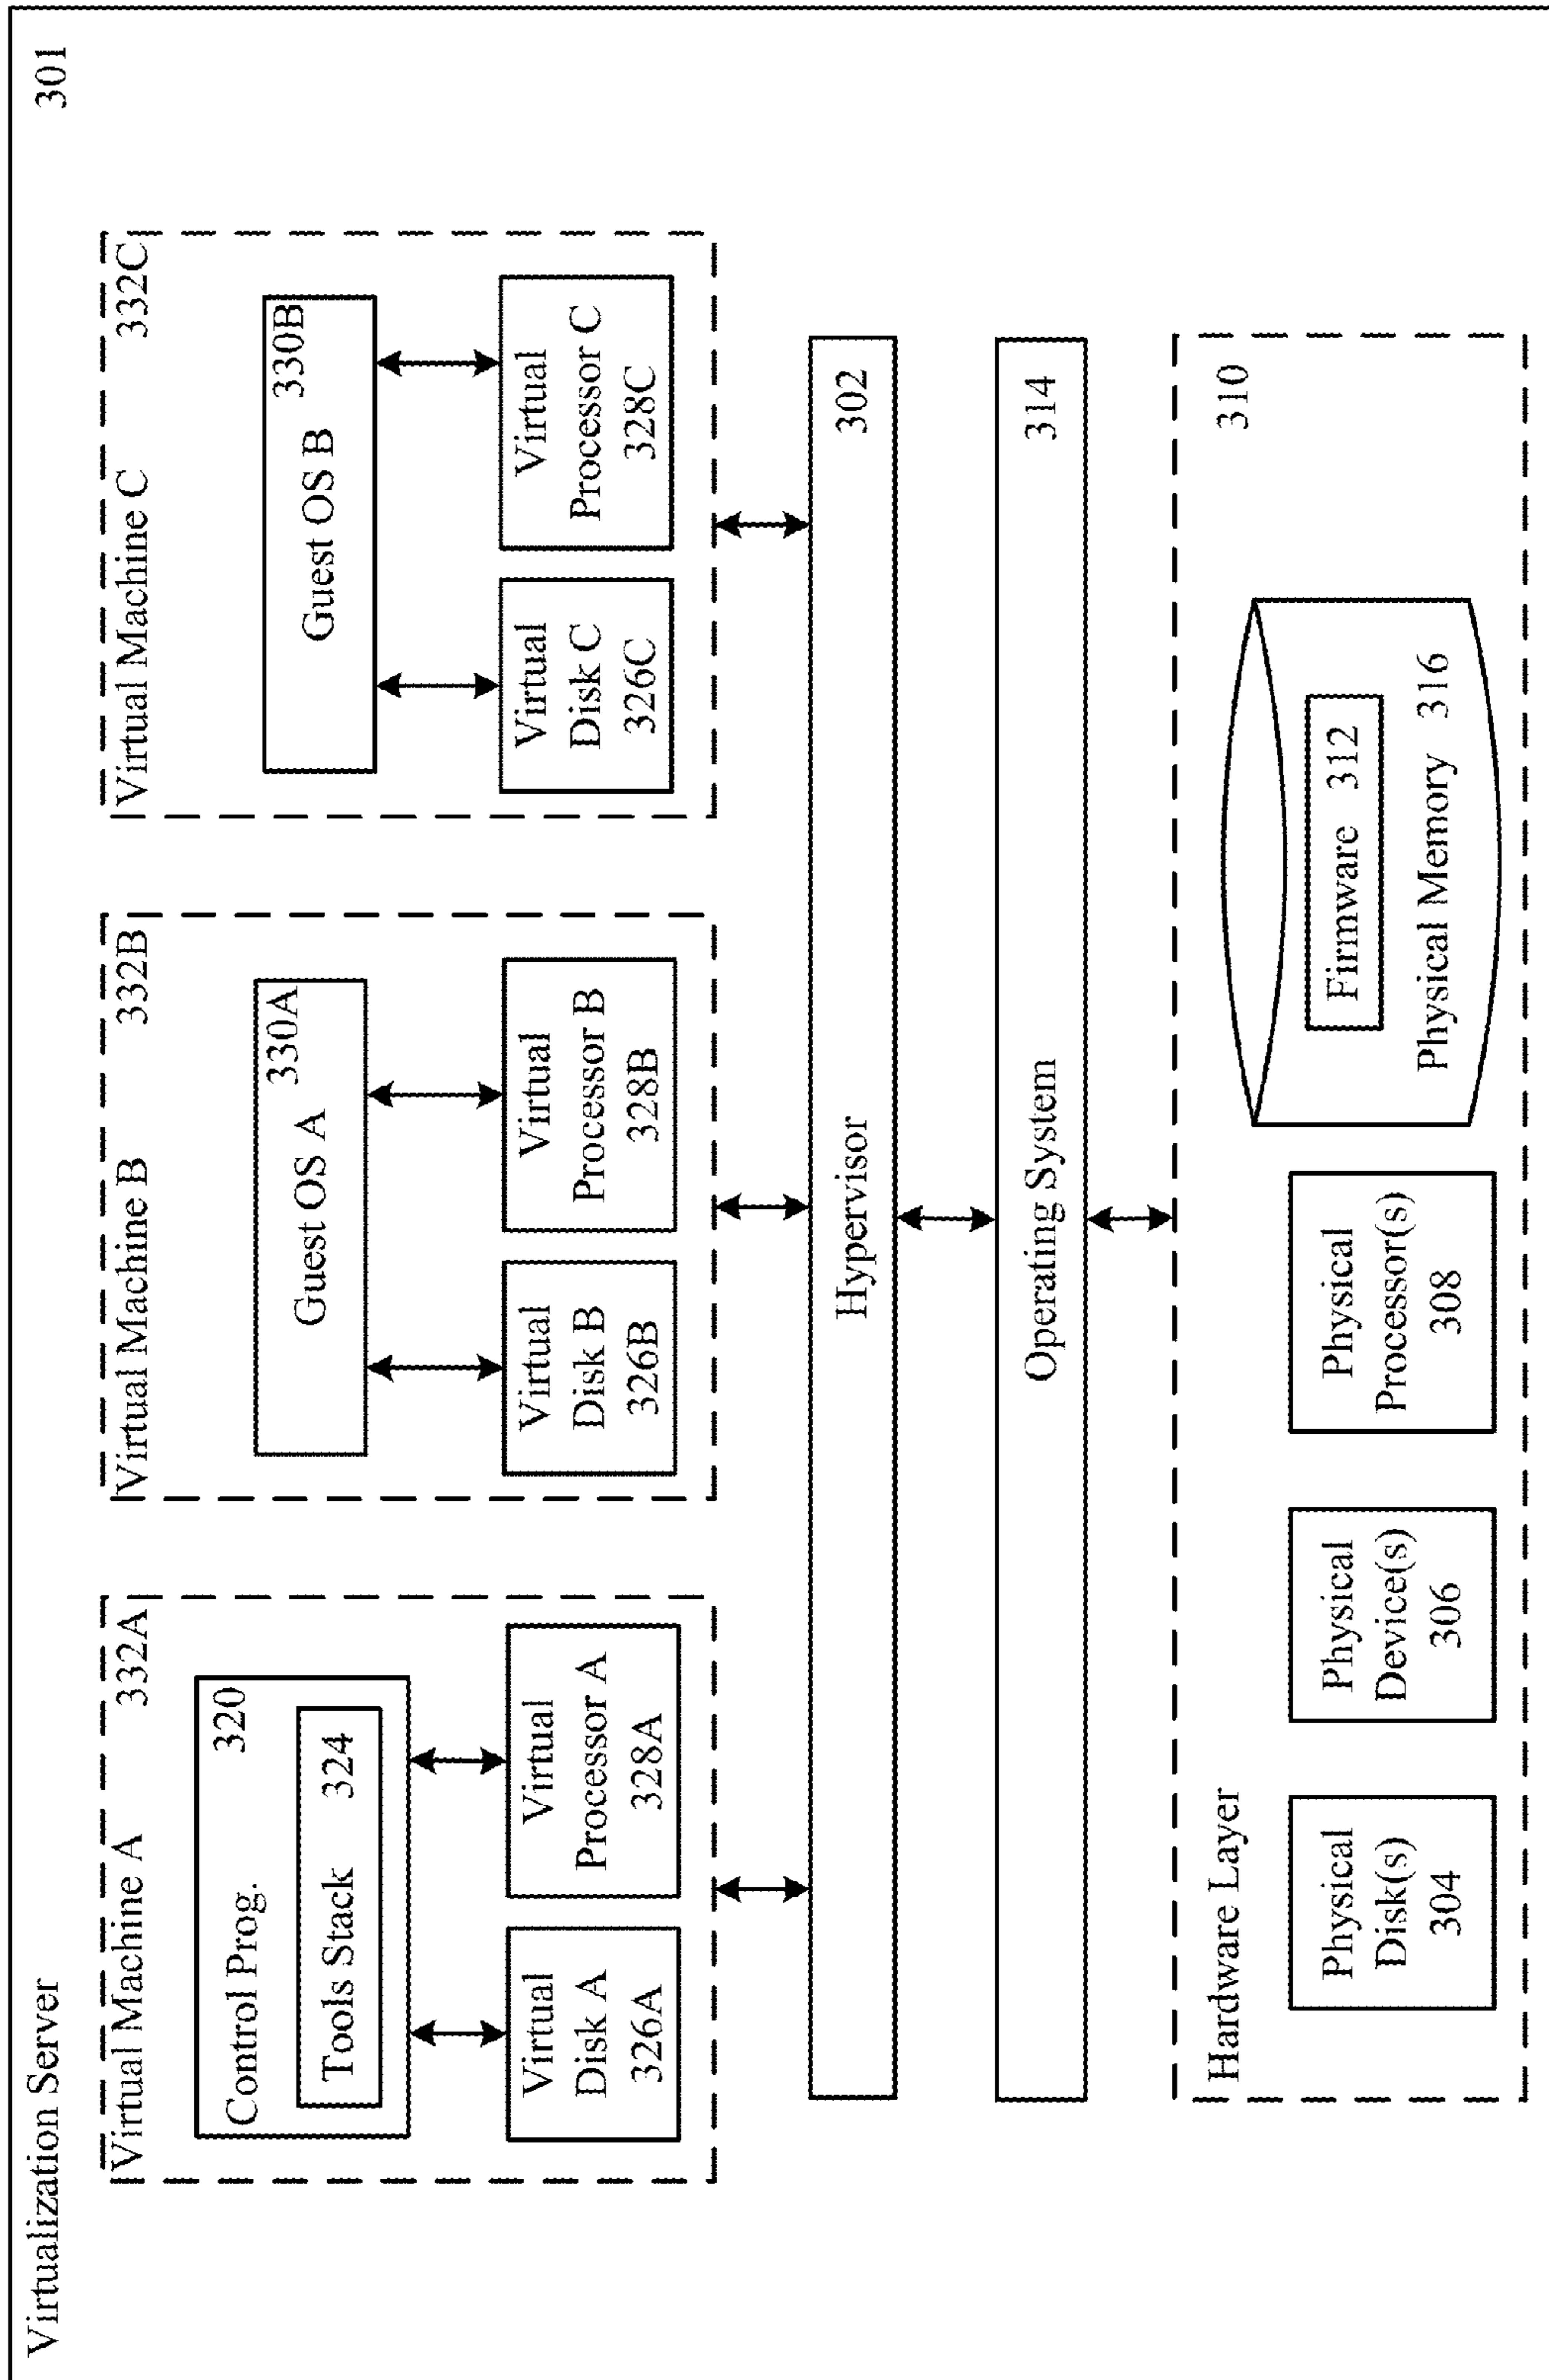 Virtualization Server
301
Virtual Machine A 332A
Control Prog. 320
Tools Stack 324
Virtual
Disk A
326A
Virtual
Processor A
328A
Virtual Machine B 332B
330A
Guest OS A
Virtual
Disk B
326B
Virtual
Processor B
328B
Virtual Machine C 332C
330B
Guest OS B
Virtual
Disk C
326C
Virtual
Processor C
328C
Hypervisor 302
Operating System 314
Hardware Layer 310
Physical
Disk(s)
304
Physical
Device(s)
306
Physical
Processor(s)
308
Firmware 312
Physical Memory 316